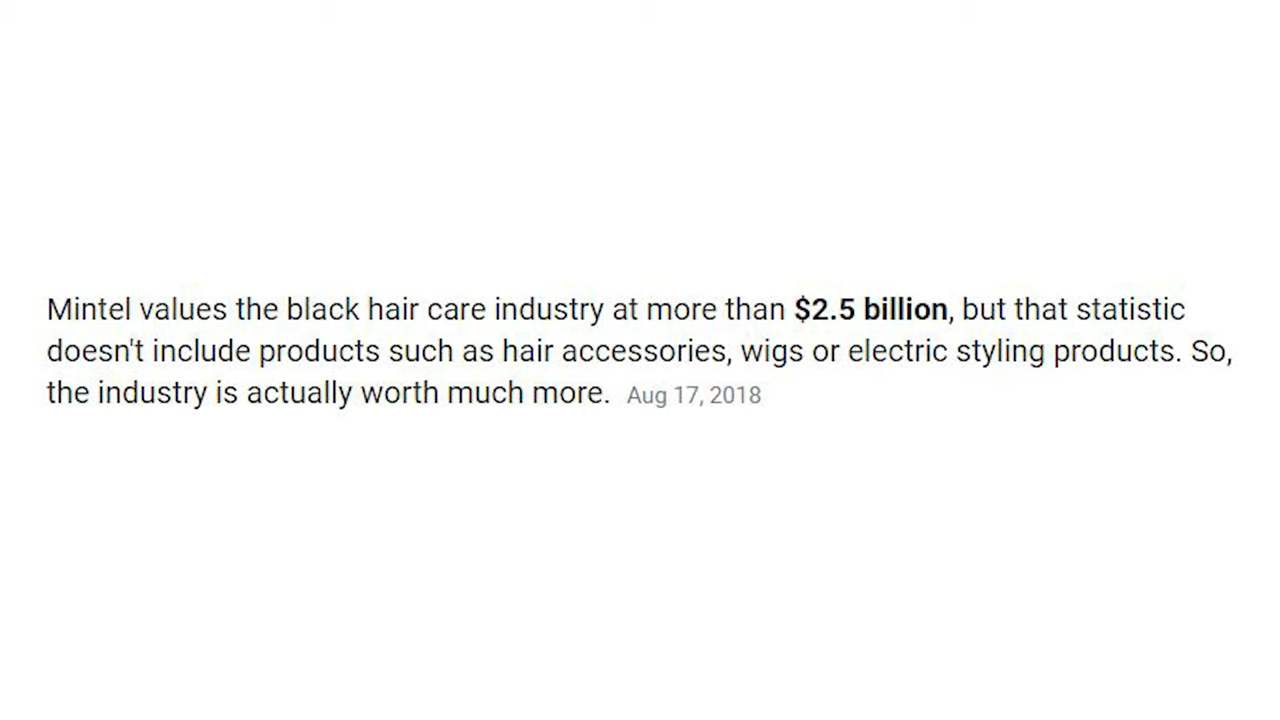 Mintel values the black hair care industry at more than $2.5 billion, but that statistic
doesn't include products such as hair accessories, wigs or electric styling products. So,
the industry is actually worth much more. Aug 17, 2018